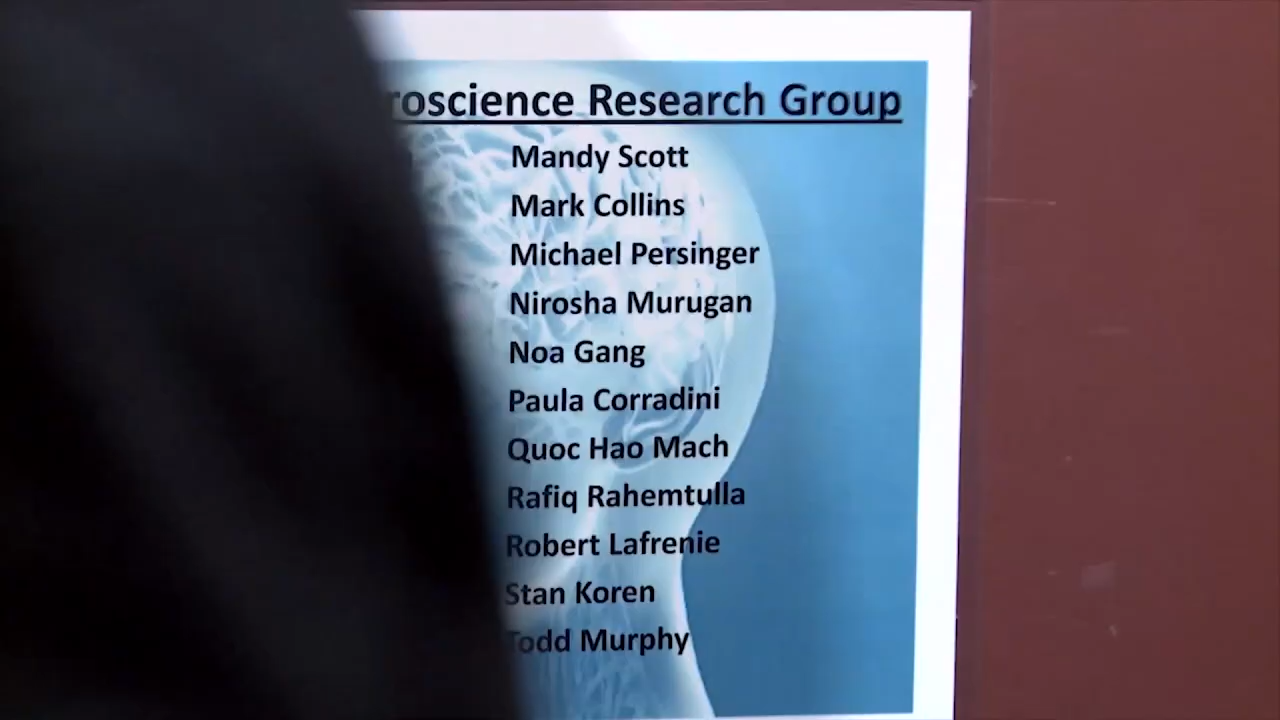 roscience Research Group
Mandy Scott
Mark Collins
Michael Persinger
Nirosha Murugan
Noa Gang
Paula Corradini
Quoc Hao Mach
Rafiq Rahemtulla
Robert Lafrenie
Stan Koren
Todd Murphy